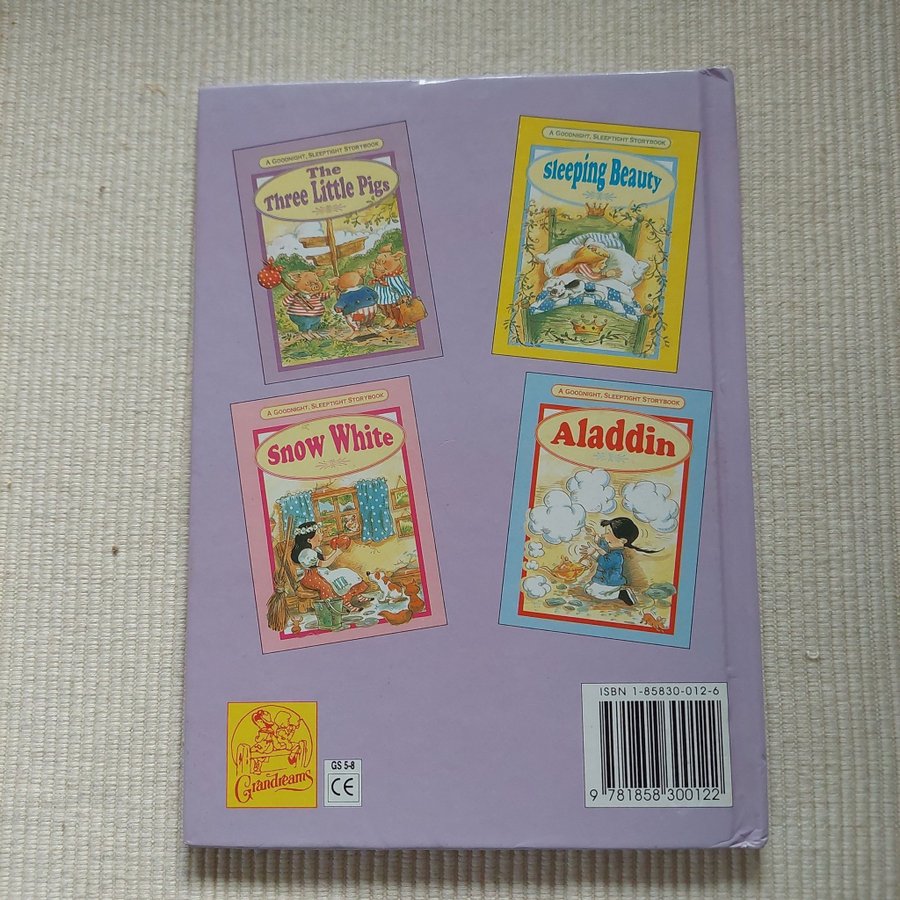 A GOODNIGHT, SLEEPTIGHT STORYBOOK
The
Three Little Pigs
A GOODNIGHT, SLEEPTIGHT STORYBOOK
Sleeping Beauty
A GOODNIGHT, SLEEPTIGHT STORYBOOK
Snow White
A GOODNIGHT, SLEEPTIGHT STORYBOOK
Aladdin
Grandreams
GS 5-8
CE
ISBN 1-85830-012-6
9 781858 300122